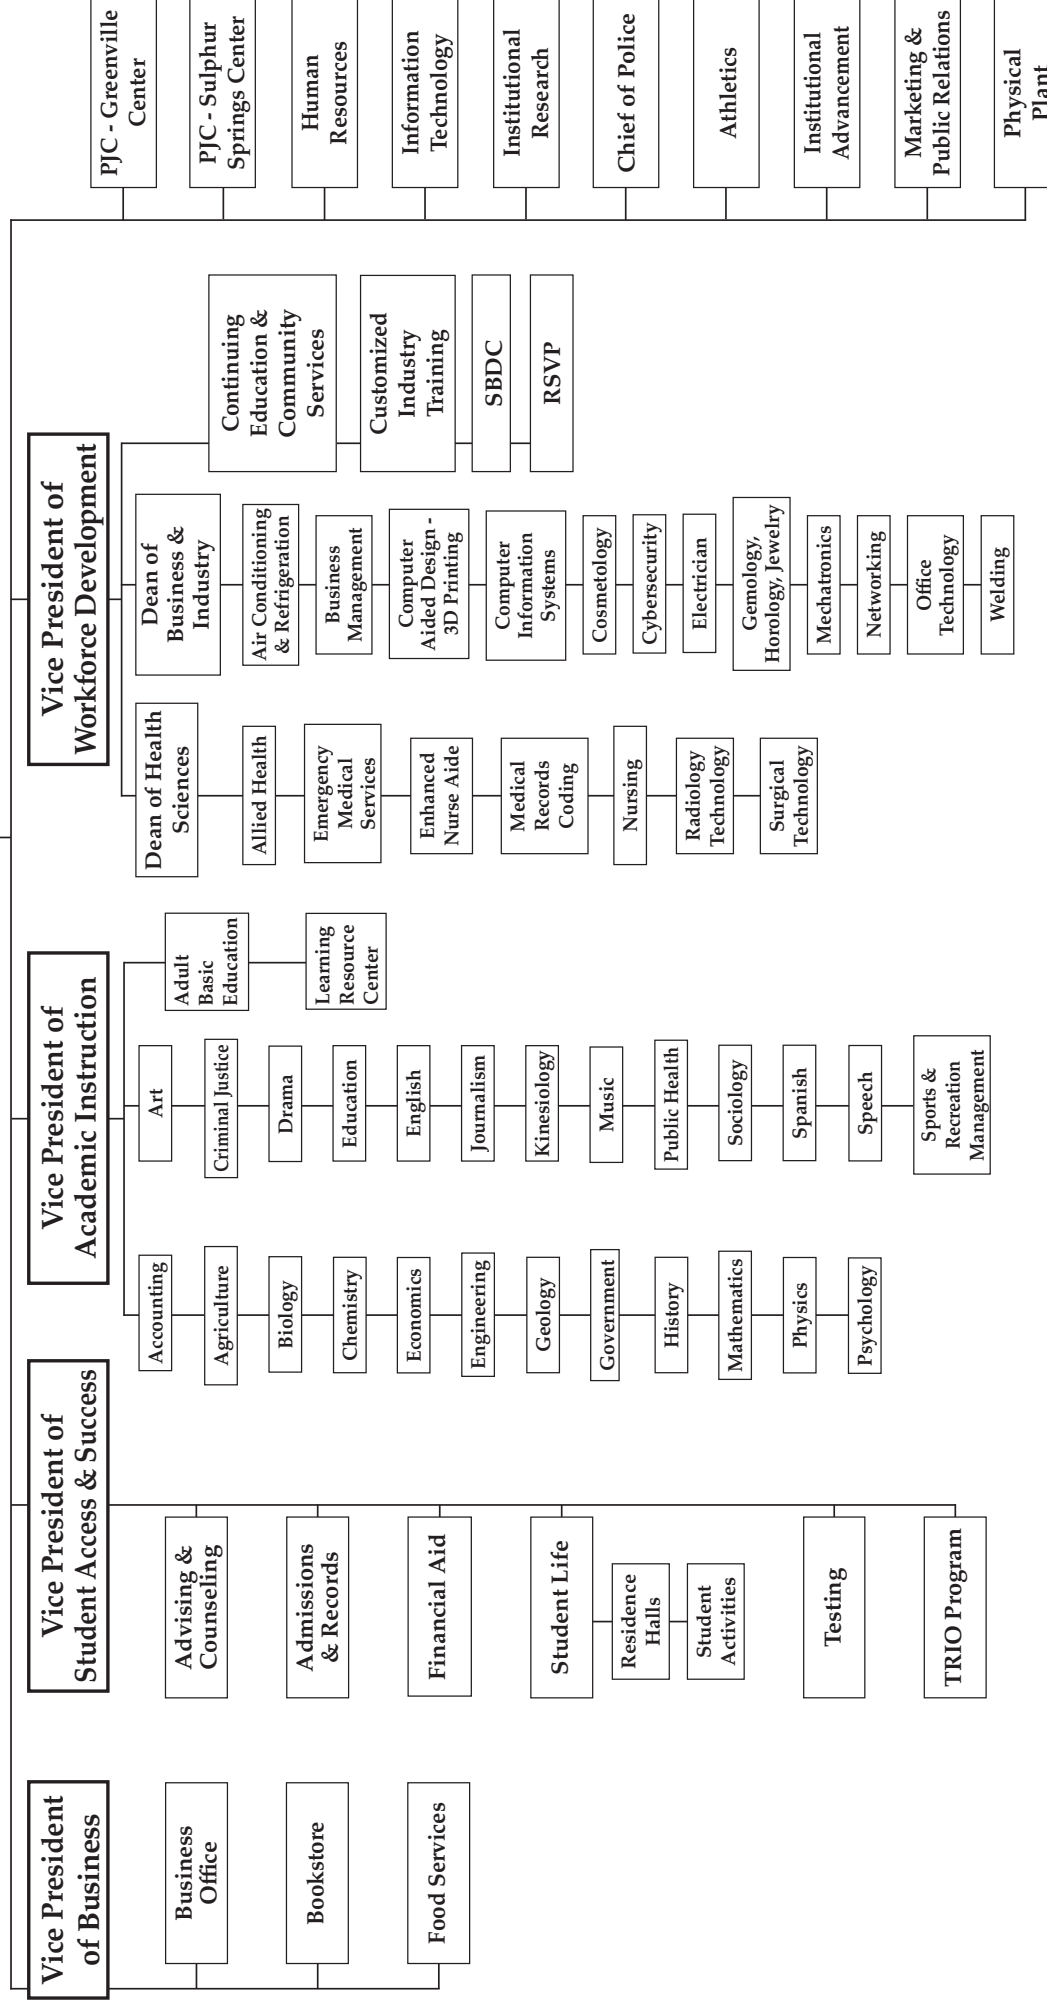 Vice President
of Business
Business
Office
Bookstore
Food Services
Vice President of
Student Access & Success
Advising &
Counseling
Admissions
& Records
Financial Aid
Student Life
Residence
Halls
Student
Activities
Testing
TRIO Program
Vice President of
Academic Instruction
Accounting
Agriculture
Biology
Chemistry
Economics
Engineering
Geology
Government
History
Mathematics
Physics
Psychology
Art
Criminal Justice
Drama
Education
English
Journalism
Kinesiology
Music
Public Health
Sociology
Spanish
Speech
Sports &
Recreation
Management
Adult
Basic
Education
Learning
Resource
Center
Vice President of
Workforce Development
Dean of Health
Sciences
Allied Health
Emergency
Medical
Services
Enhanced
Nurse Aide
Medical
Records
Coding
Nursing
Radiology
Technology
Surgical
Technology
Dean of
Business &
Industry
Air Conditioning
& Refrigeration
Business
Management
Computer
Aided Design -
3D Printing
Computer
Information
Systems
Cosmetology
Cybersecurity
Electrician
Gemology,
Horology, Jewelry
Mechatronics
Networking
Office
Technology
Welding
Continuing
Education &
Community
Services
Customized
Industry
Training
SBDC
RSVP
PJC - Greenville
Center
PJC - Sulphur
Springs Center
Human
Resources
Information
Technology
Institutional
Research
Chief of Police
Athletics
Institutional
Advancement
Marketing &
Public Relations
Physical
Plant